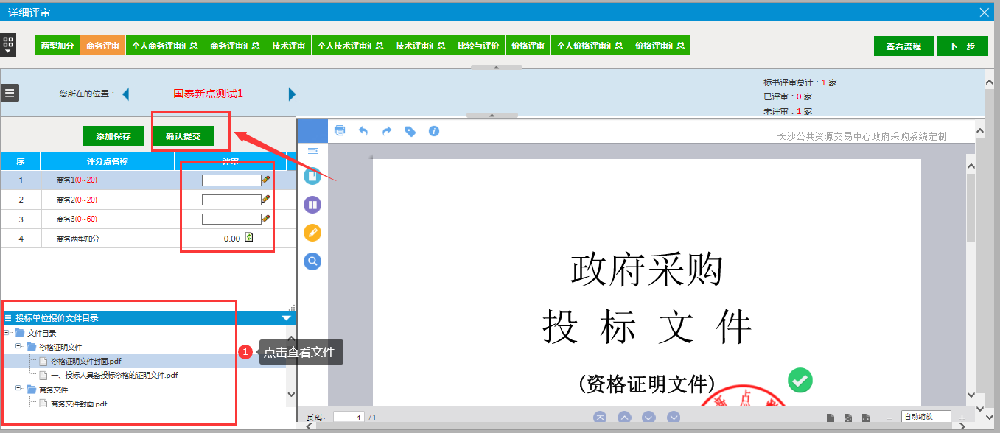 详细评审
两型加分 商务评审 个人商务评审汇总 商务评审汇总 技术评审 个人技术评审汇总 技术评审汇总 比较与评价 价格评审 个人价格评审汇总 价格评审汇总 查看流程 下一步
您所在的位置： 国泰新点测试1
标书评审总计：1 家
已评审：0 家
未评审：1 家
添加保存 确认提交
长沙公共资源交易中心政府采购系统定制
序 评分点名称 评审
1 商务1(0~20)
2 商务2(0~20)
3 商务3(0~60)
4 商务两型加分 0.00
政府采购
投标文件
(资格证明文件)
新点
投标单位报价文件目录
文件目录
资格证明文件
资格证明文件封面.pdf
一、投标人具备投标资格的证明文件.pdf
商务文件
商务文件封面.pdf
1 点击查看文件
页码： 1 / 1 自动缩放